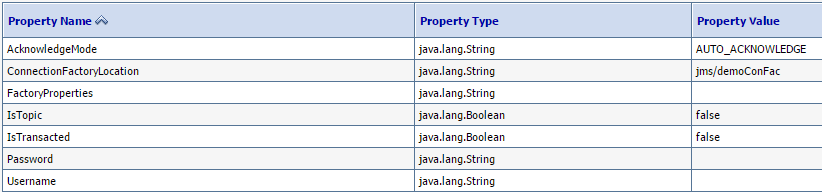 Property Name Property Type Property Value
AcknowledgeMode java.lang.String AUTO_ACKNOWLEDGE
ConnectionFactoryLocation java.lang.String jms/demoConFac
FactoryProperties java.lang.String
IsTopic java.lang.Boolean false
IsTransacted java.lang.Boolean false
Password java.lang.String
Username java.lang.String